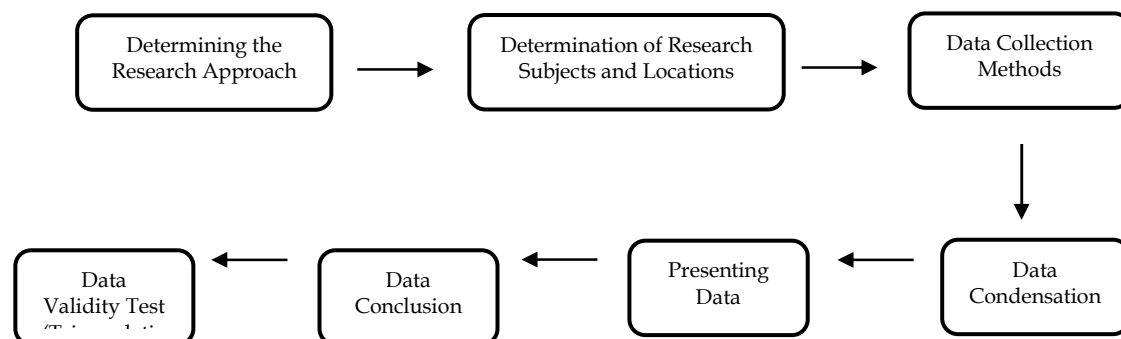 Determining the
Research Approach
Determination of Research
Subjects and Locations
Data Collection
Methods
Data
Condensation
Presenting
Data
Data
Conclusion
Data
Validity Test